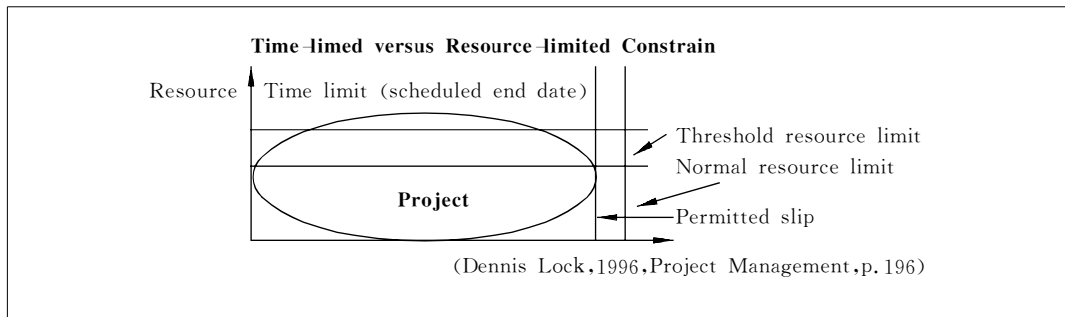 Time-limed versus Resource-limited Constrain
Resource
Time limit (scheduled end date)
Threshold resource limit
Normal resource limit
Project
Permitted slip
(Dennis Lock,1996,Project Management,p.196)